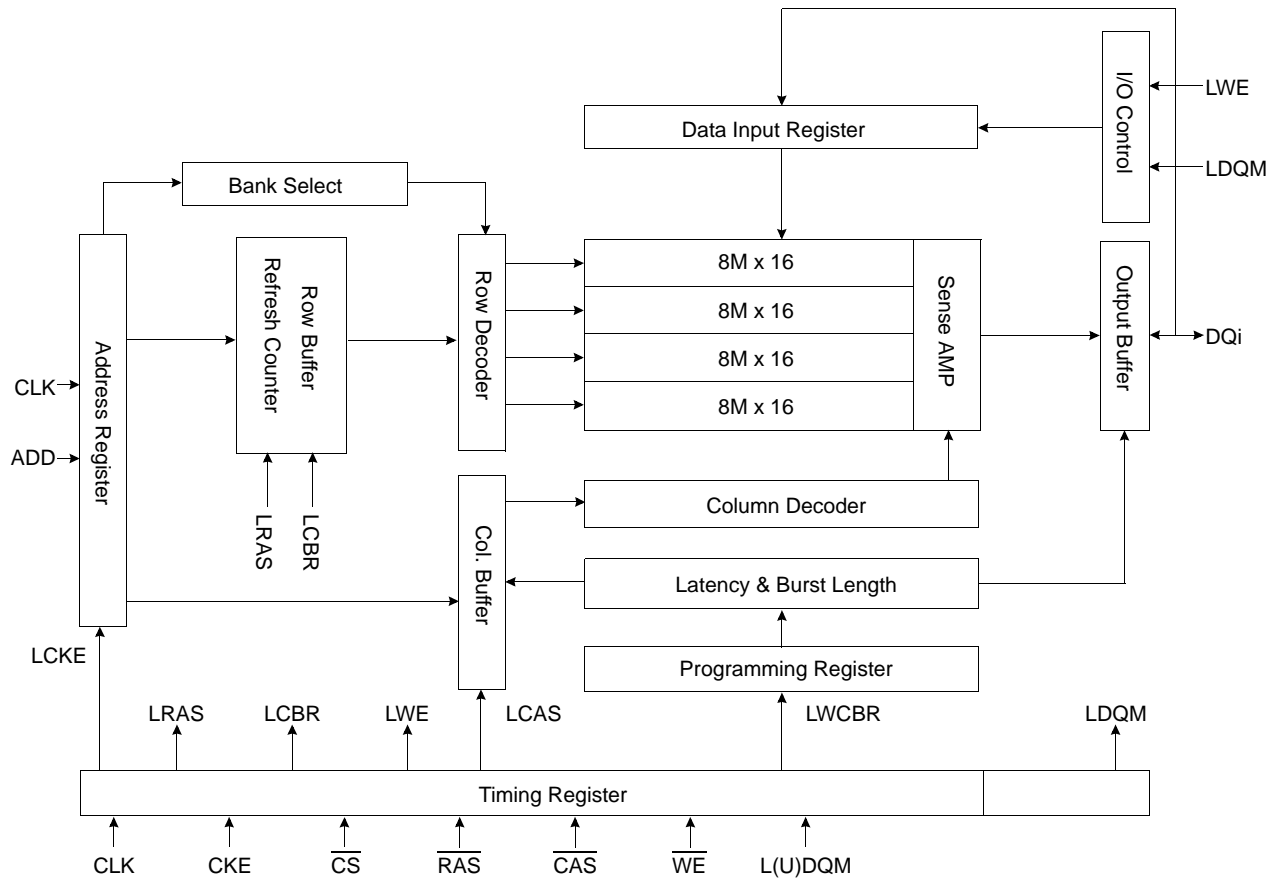 I/O Control
LWE
LDQM
Data Input Register
Bank Select
Address Register
CLK
ADD
Row Buffer
Refresh Counter
LRAS
LCBR
Row Decoder
8M x 16
8M x 16
8M x 16
8M x 16
Sense AMP
Output Buffer
DQi
Col. Buffer
Column Decoder
Latency & Burst Length
Programming Register
LCKE
LRAS
LCBR
LWE
LCAS
LWCBR
LDQM
Timing Register
CLK
CKE
CS
RAS
CAS
WE
L(U)DQM